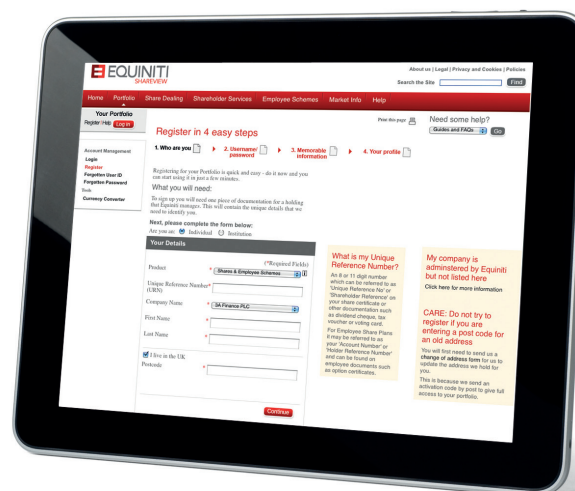 EQUINITI
SHAREVIEW
About us | Legal | Privacy and Cookies | Policies
Search the Site Find
Home Portfolio Share Dealing Shareholder Services Employee Schemes Market Info Help
Your Portfolio
Register / Help Log in
Account Management
Login
Register
Forgotten User ID
Forgotten Password
Tools
Currency Converter
Print this page
Need some help?
Guides and FAQs Go
Register in 4 easy steps
1. Who are you
2. Username/
password
3. Memorable
information
4. Your profile
Registering for your Portfolio is quick and easy - do it now and you
can start using it in just a few minutes.
What you will need:
To sign up you will need one piece of documentation for a holding
that Equiniti manages. This will contain the unique details that we
need to identify you.
Next, please complete the form below:
Are you an: Individual Institution
Your Details
(*Required Fields)
Product * Shares & Employee Schemes
Unique Reference Number*
(URN)
Company Name * 3A Finance PLC
First Name *
Last Name *
I live in the UK
Postcode *
Continue
What is my Unique
Reference Number?
An 8 or 11 digit number
which can be referred to as
'Unique Reference No' or
'Shareholder Reference' on
your share certificate or
other documentation such
as dividend cheque, tax
voucher or voting card.
For Employee Share Plans
it may be referred to as
your 'Account Number' or
'Holder Reference Number'
and can be found on
employee documents such
as option certificates.
My company is
adminstered by Equiniti
but not listed here
Click here for more information
CARE: Do not try to
register if you are
entering a post code for
an old address
You will first need to send us a
change of address form for us to
update the address we hold for
you.
This is because we send an
activation code by post to give full
access to your portfolio.